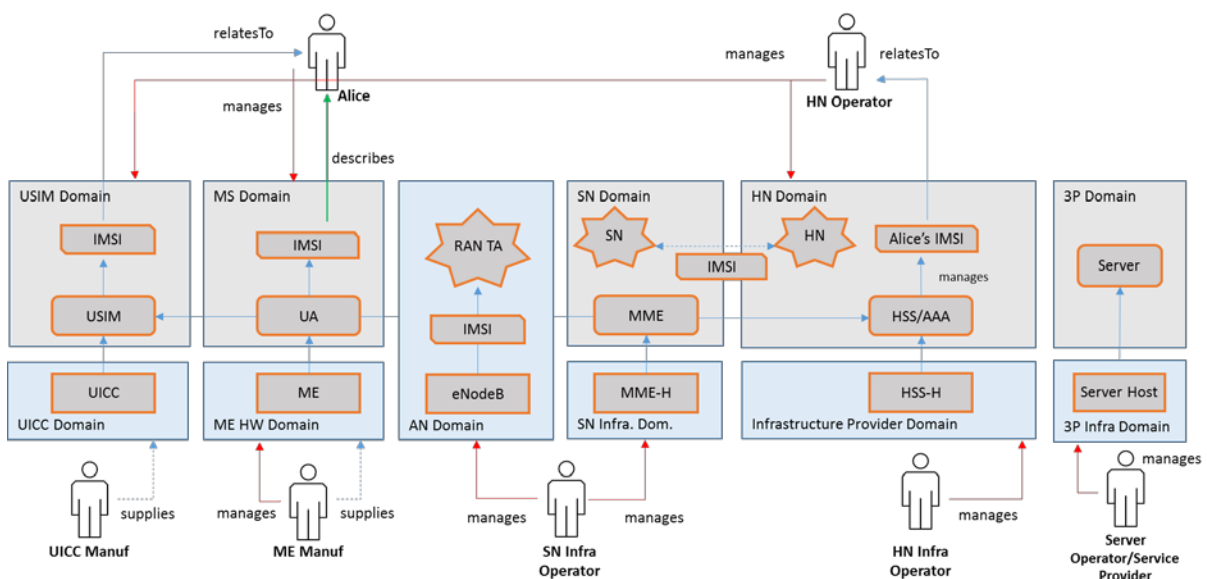 relatesTo
manages
relatesTo
Alice
HN Operator
manages
describes
USIM Domain
MS Domain
SN Domain
HN Domain
3P Domain
IMSI
IMSI
RAN TA
SN
HN
Alice's IMSI
IMSI
Server
manages
USIM
UA
IMSI
MME
HSS/AAA
UICC
ME
eNodeB
MME-H
HSS-H
Server Host
UICC Domain
ME HW Domain
AN Domain
SN Infra. Dom.
Infrastructure Provider Domain
3P Infra Domain
manages
supplies
manages
supplies
manages
manages
manages
UICC Manuf
ME Manuf
SN Infra
Operator
HN Infra
Operator
Server
Operator/Service
Provider